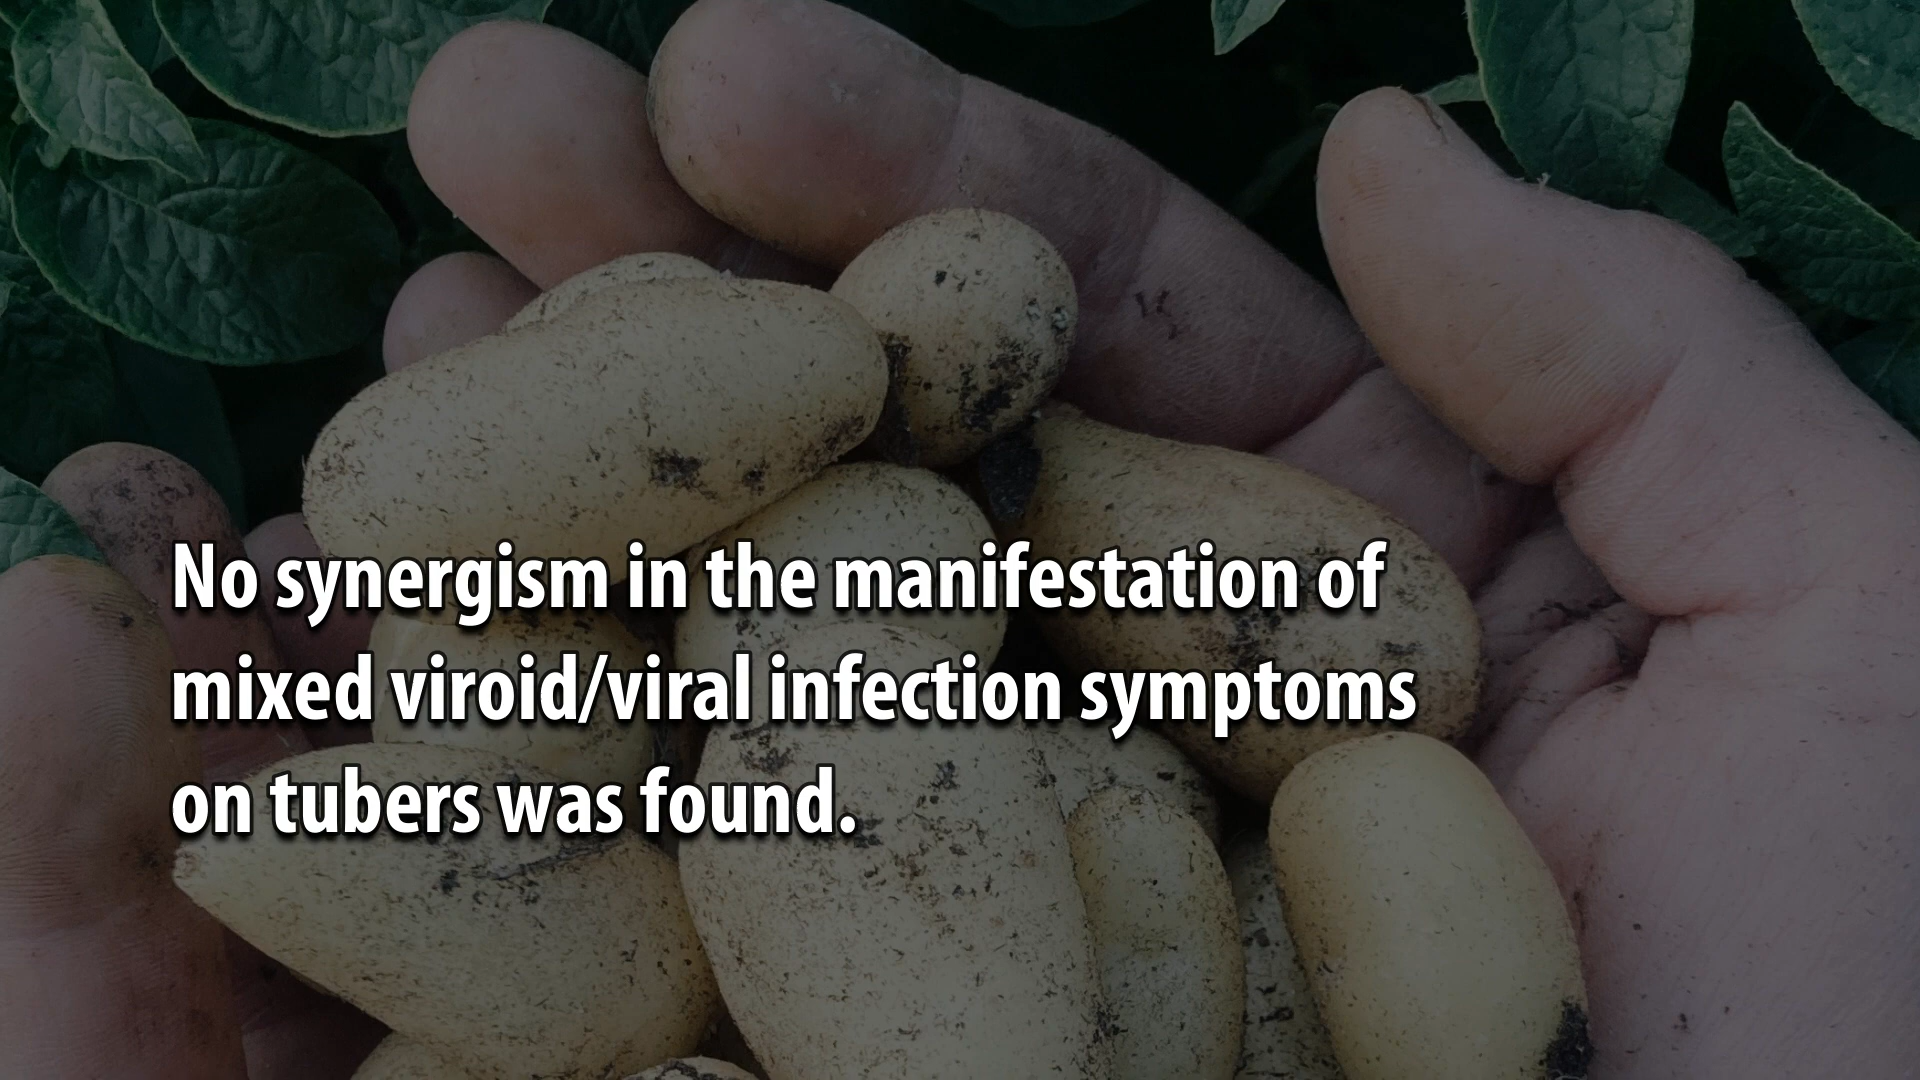 No synergism in the manifestation of
mixed viroid/viral infection symptoms
on tubers was found.